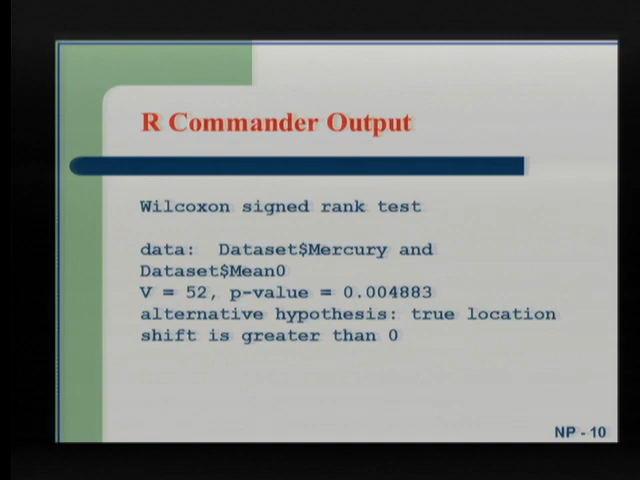 R Commander Output
Wilcoxon signed rank test
data: Dataset$Mercury and
Dataset$Mean0
V = 52, p-value = 0.004883
alternative hypothesis: true location
shift is greater than 0
NP - 10